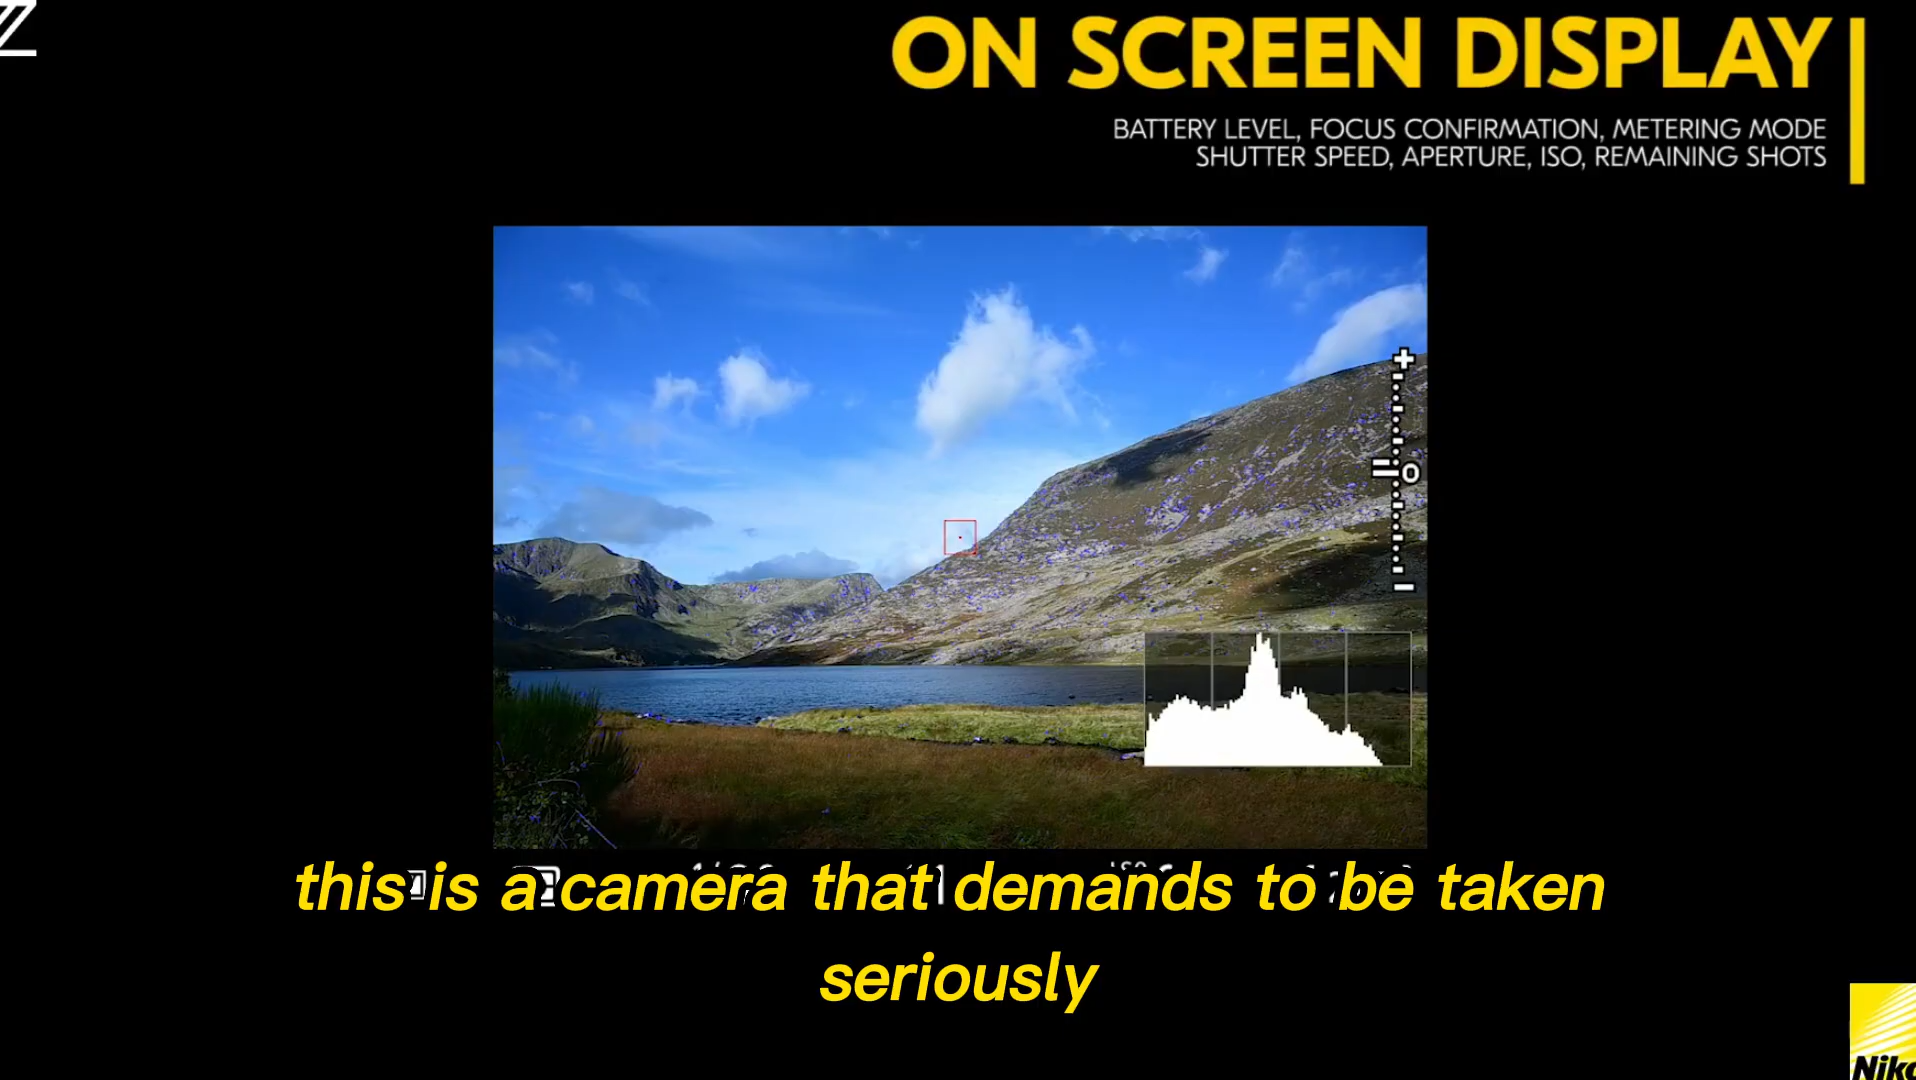 Z
ON SCREEN DISPLAY
BATTERY LEVEL, FOCUS CONFIRMATION, METERING MODE
SHUTTER SPEED, APERTURE, ISO, REMAINING SHOTS
+
0
this is a camera that demands to be taken
seriously